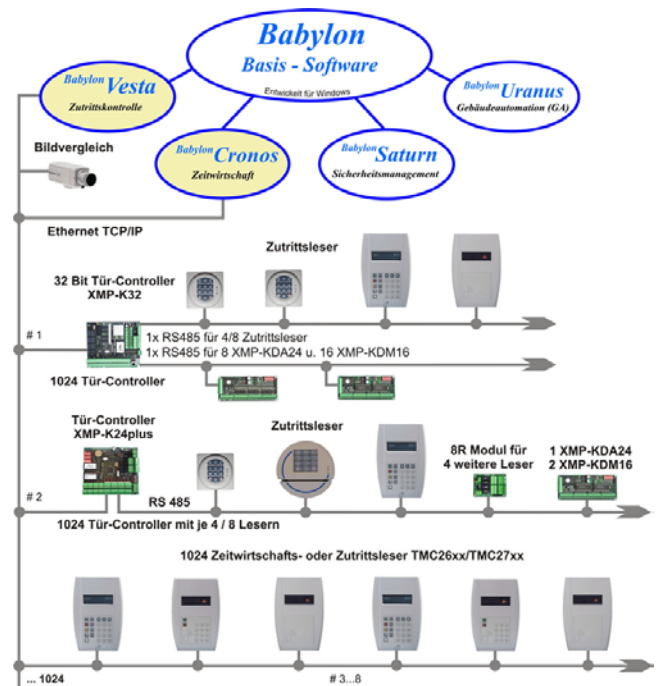 Babylon
Basis - Software
Entwickelt für Windows
Babylon Vesta
Zutrittskontrolle
Babylon Uranus
Gebäudeautomation (GA)
Babylon Cronos
Zeitwirtschaft
Babylon Saturn
Sicherheitsmanagement
Bildvergleich
Ethernet TCP/IP
Zutrittsleser
32 Bit Tür-Controller
XMP-K32
# 1
1x RS485 für 4/8 Zutrittsleser
1x RS485 für 8 XMP-KDA24 u. 16 XMP-KDM16
1024 Tür-Controller
Tür-Controller
XMP-K24plus
Zutrittsleser
8R Modul für
4 weitere Leser
1 XMP-KDA24
2 XMP-KDM16
# 2
RS 485
1024 Tür-Controller mit je 4 / 8 Lesern
1024 Zeitwirtschafts- oder Zutrittsleser TMC26xx/TMC27xx
... 1024
# 3...8